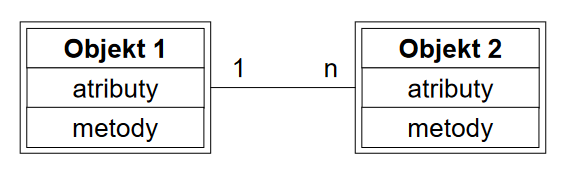 Objekt 1
atributy
metody
1
n
Objekt 2
atributy
metody